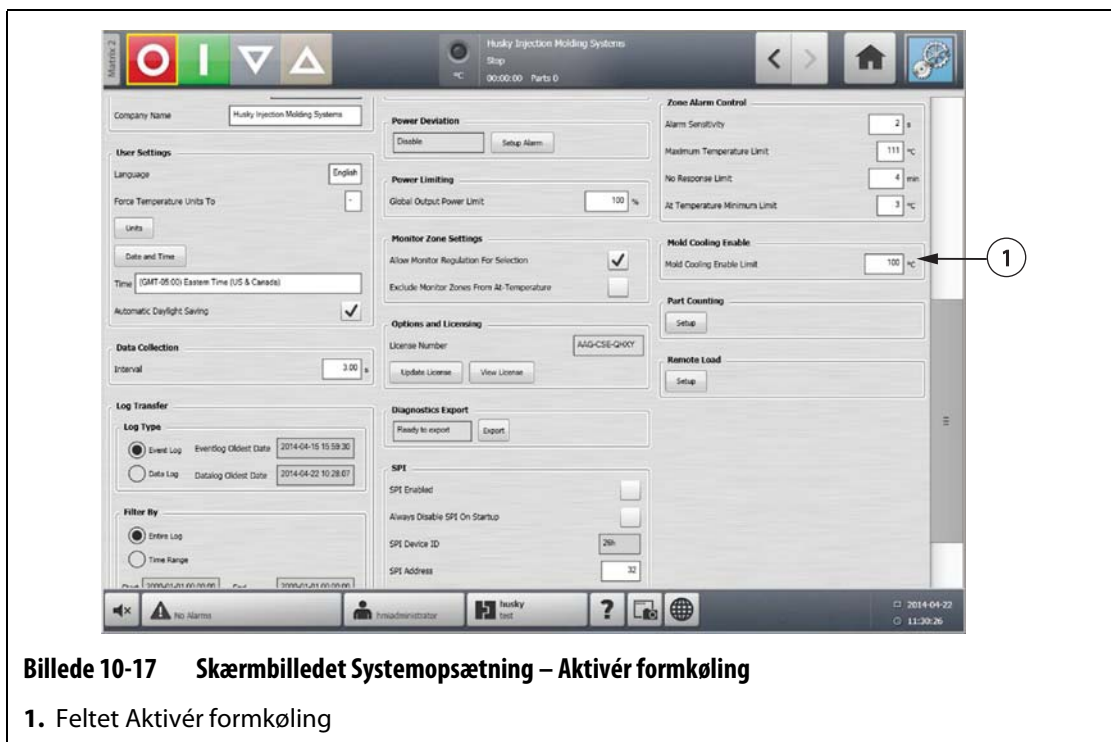 Matrix 2
Husky Injection Molding Systems
Stop
°C 00:00:00 Parts 0
Company Name Husky Injection Molding Systems
User Settings
Language English
Force Temperature Units To -
Units
Date and Time
Time (GMT-05:00) Eastern Time (US & Canada)
Automatic Daylight Saving
Data Collection
Interval 3.00 s
Log Transfer
Log Type
Event Log Eventlog Oldest Date 2014-04-15 15:59:30
Data Log Datalog Oldest Date 2014-04-22 10:28:07
Filter By
Entire Log
Time Range
Power Deviation
Disable Setup Alarm
Power Limiting
Global Output Power Limit 100 %
Monitor Zone Settings
Allow Monitor Regulation For Selection
Exclude Monitor Zones From At-Temperature
Options and Licensing
License Number AAG-CSE-QHXY
Update License View License
Diagnostics Export
Ready to export Export
SPI
SPI Enabled
Always Disable SPI On Startup
SPI Device ID 26h
SPI Address 32
Zone Alarm Control
Alarm Sensitivity 2 s
Maximum Temperature Limit 111 °C
No Response Limit 4 min
At Temperature Minimum Limit 3 °C
Mold Cooling Enable
Mold Cooling Enable Limit 100 °C
1
Part Counting
Setup
Remote Load
Setup
No Alarms
hmiadministrator
husky
test
?
2014-04-22
11:30:26
Billede 10-17 Skærmbilledet Systemopsætning – Aktivér formkøling
1. Feltet Aktivér formkøling